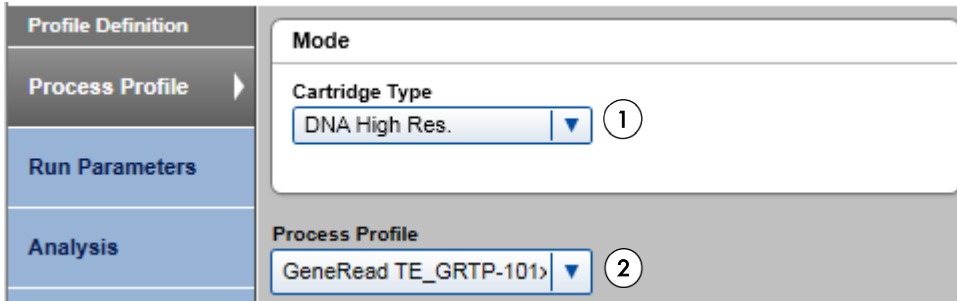 Profile Definition
Process Profile
Run Parameters
Analysis
Mode
Cartridge Type
DNA High Res.
1
Process Profile
GeneRead TE_GRTP-101
2